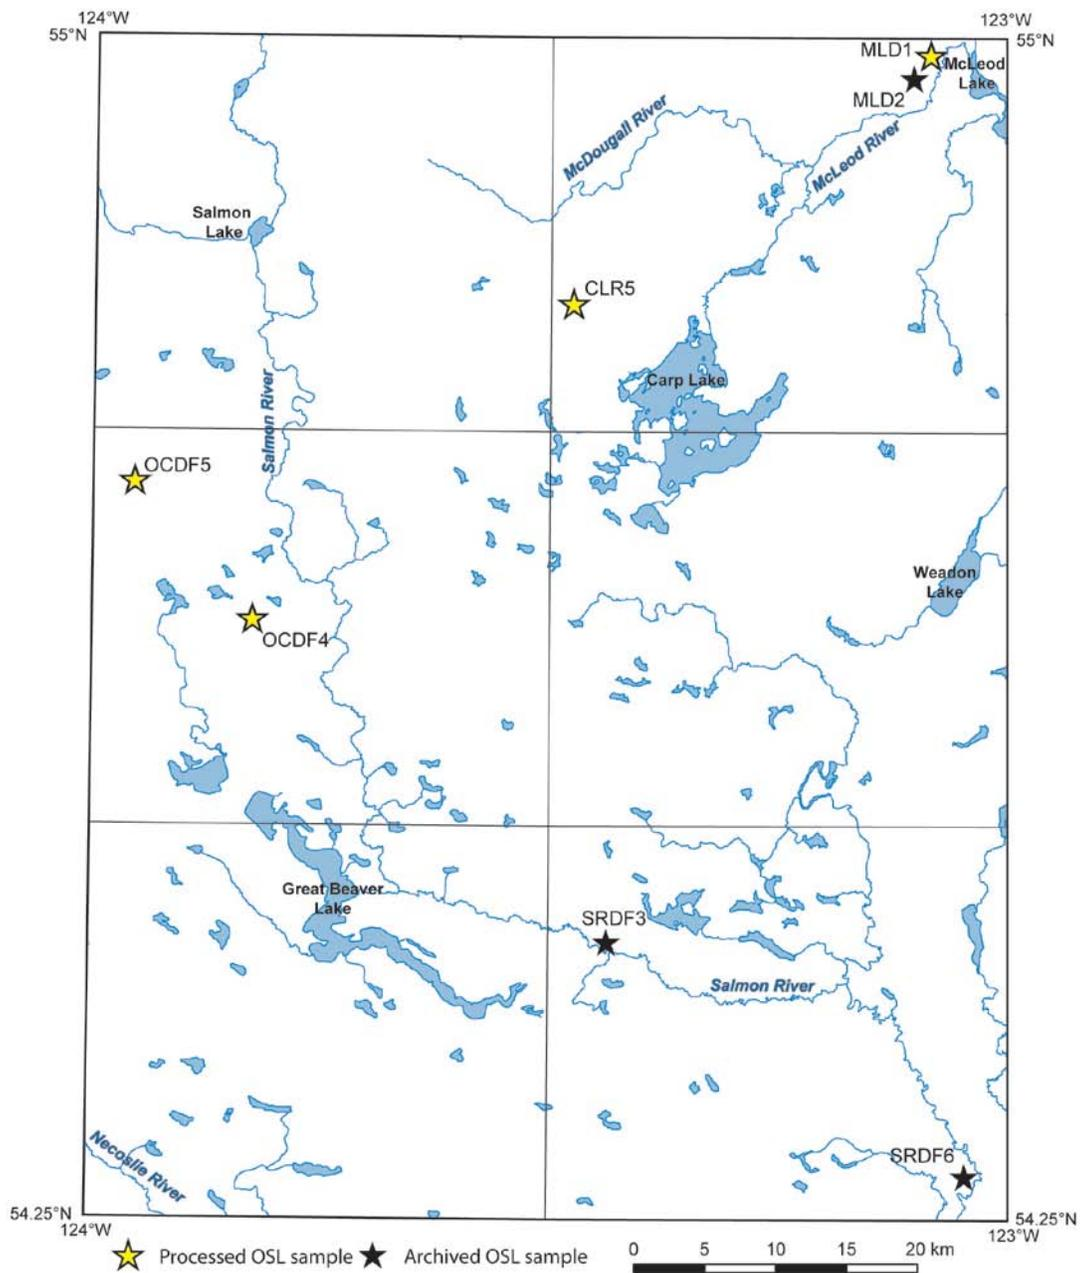 124°W
123°W
55°N
55°N
MLD1
McLeod
Lake
MLD2
McDougall River
McLeod River
Salmon
Lake
CLR5
Carp Lake
Salmon River
OCDF5
Weadon
Lake
OCDF4
Great Beaver
Lake
SRDF3
Salmon River
Necoslie River
SRDF6
54.25°N
54.25°N
124°W
123°W
Processed OSL sample
Archived OSL sample
0 5 10 15 20 km